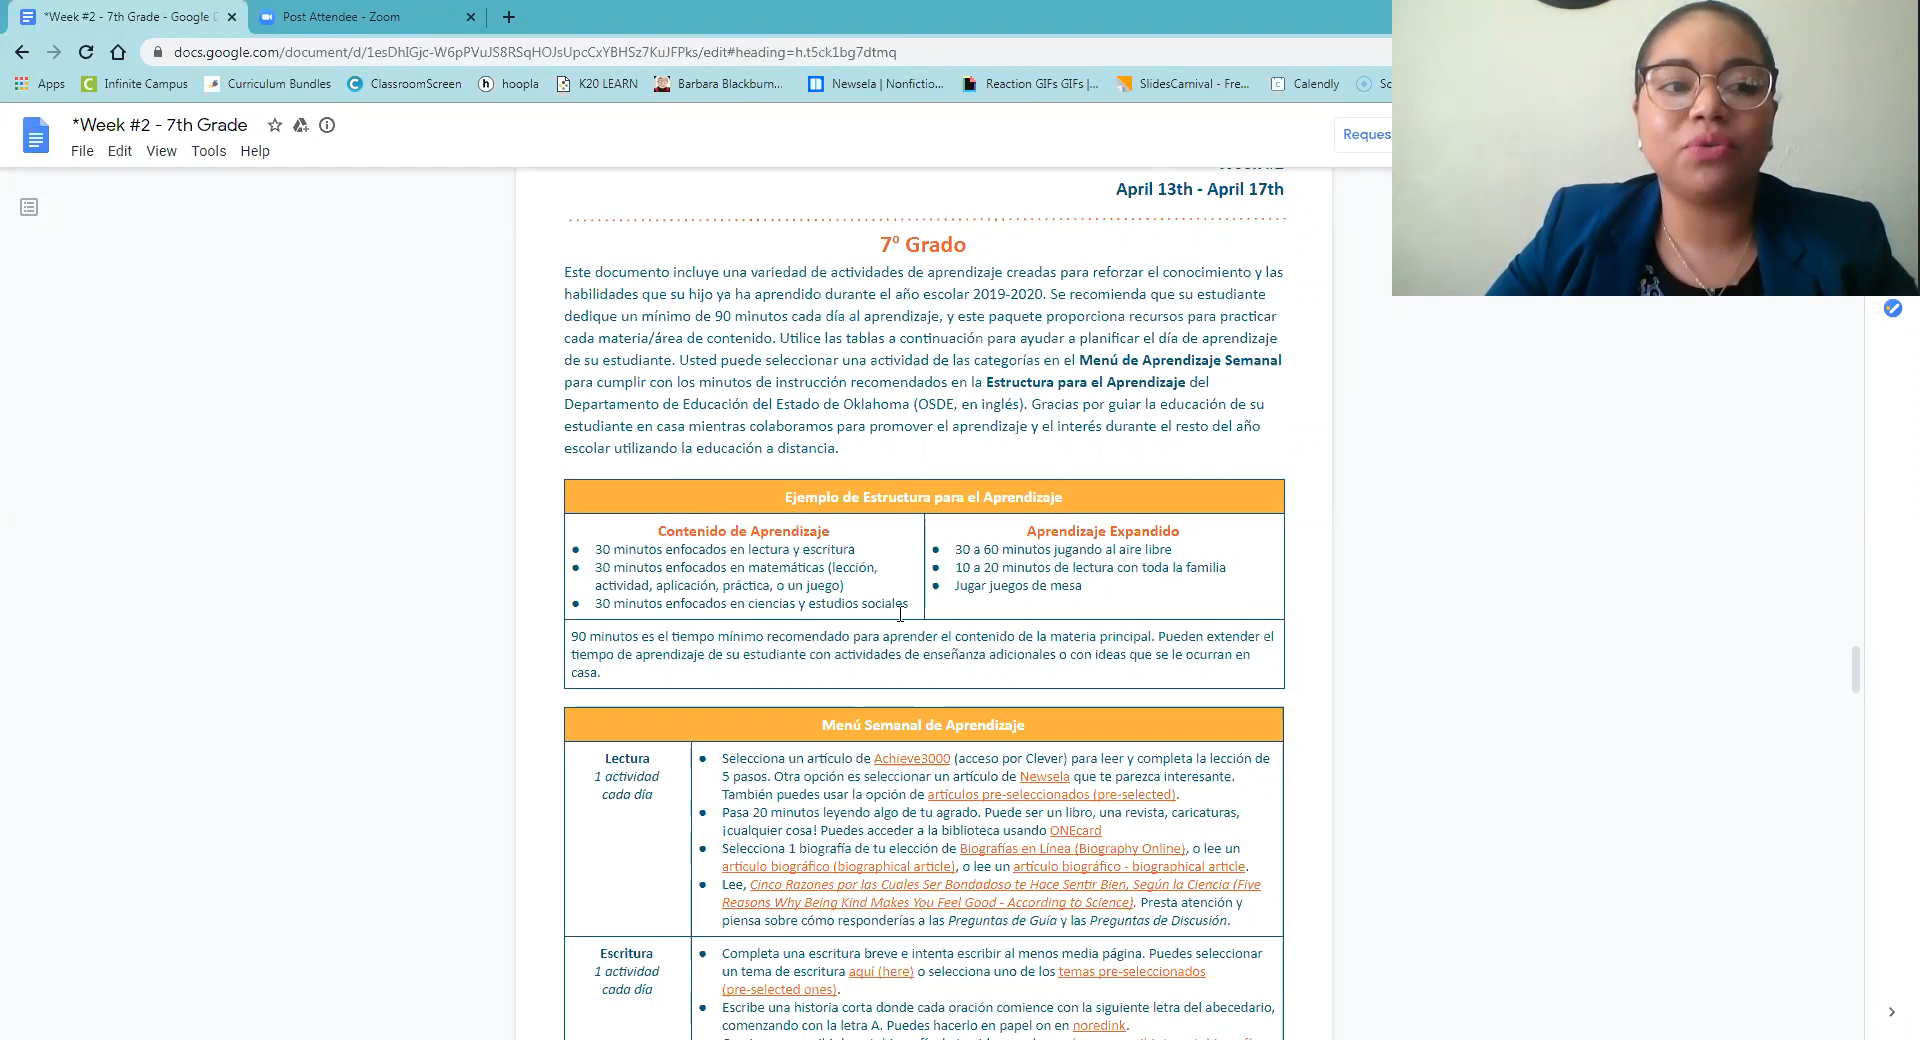 *Week #2 - 7th Grade - Google D
Post Attendee - Zoom
docs.google.com/document/d/1esDhIGjc-W6pPVuJS8RSqHOJsUpcCxYBHSz7KuJFPks/edit#heading=h.t5ck1bg7dtmq
Apps
Infinite Campus
Curriculum Bundles
ClassroomScreen
hoopla
K20 LEARN
Barbara Blackburn...
Newsela | Nonfictio...
Reaction GIFs GIFs |...
SlidesCarnival - Fre...
Calendly
Sc
*Week #2 - 7th Grade
File Edit View Tools Help
Reques
April 13th - April 17th
7º Grado
Este documento incluye una variedad de actividades de aprendizaje creadas para reforzar el conocimiento y las
habilidades que su hijo ya ha aprendido durante el año escolar 2019-2020. Se recomienda que su estudiante
dedique un mínimo de 90 minutos cada día al aprendizaje, y este paquete proporciona recursos para practicar
cada materia/área de contenido. Utilice las tablas a continuación para ayudar a planificar el día de aprendizaje
de su estudiante. Usted puede seleccionar una actividad de las categorías en el Menú de Aprendizaje Semanal
para cumplir con los minutos de instrucción recomendados en la Estructura para el Aprendizaje del
Departamento de Educación del Estado de Oklahoma (OSDE, en inglés). Gracias por guiar la educación de su
estudiante en casa mientras colaboramos para promover el aprendizaje y el interés durante el resto del año
escolar utilizando la educación a distancia.
Ejemplo de Estructura para el Aprendizaje
Contenido de Aprendizaje
● 30 minutos enfocados en lectura y escritura
● 30 minutos enfocados en matemáticas (lección,
actividad, aplicación, práctica, o un juego)
● 30 minutos enfocados en ciencias y estudios sociales
Aprendizaje Expandido
● 30 a 60 minutos jugando al aire libre
● 10 a 20 minutos de lectura con toda la familia
● Jugar juegos de mesa
90 minutos es el tiempo mínimo recomendado para aprender el contenido de la materia principal. Pueden extender el
tiempo de aprendizaje de su estudiante con actividades de enseñanza adicionales o con ideas que se le ocurran en
casa.
Menú Semanal de Aprendizaje
Lectura
1 actividad
cada día
● Selecciona un artículo de Achieve3000 (acceso por Clever) para leer y completa la lección de
5 pasos. Otra opción es seleccionar un artículo de Newsela que te parezca interesante.
También puedes usar la opción de artículos pre-seleccionados (pre-selected).
● Pasa 20 minutos leyendo algo de tu agrado. Puede ser un libro, una revista, caricaturas,
¡cualquier cosa! Puedes acceder a la biblioteca usando ONEcard
● Selecciona 1 biografía de tu elección de Biografías en Línea (Biography Online), o lee un
artículo biográfico (biographical article), o lee un artículo biográfico - biographical article.
● Lee, Cinco Razones por las Cuales Ser Bondadoso te Hace Sentir Bien, Según la Ciencia (Five
Reasons Why Being Kind Makes You Feel Good - According to Science). Presta atención y
piensa sobre cómo responderías a las Preguntas de Guía y las Preguntas de Discusión.
Escritura
1 actividad
cada día
● Completa una escritura breve e intenta escribir al menos media página. Puedes seleccionar
un tema de escritura aquí (here) o selecciona uno de los temas pre-seleccionados
(pre-selected ones).
● Escribe una historia corta donde cada oración comience con la siguiente letra del abecedario,
comenzando con la letra A. Puedes hacerlo en papel on en noredink.